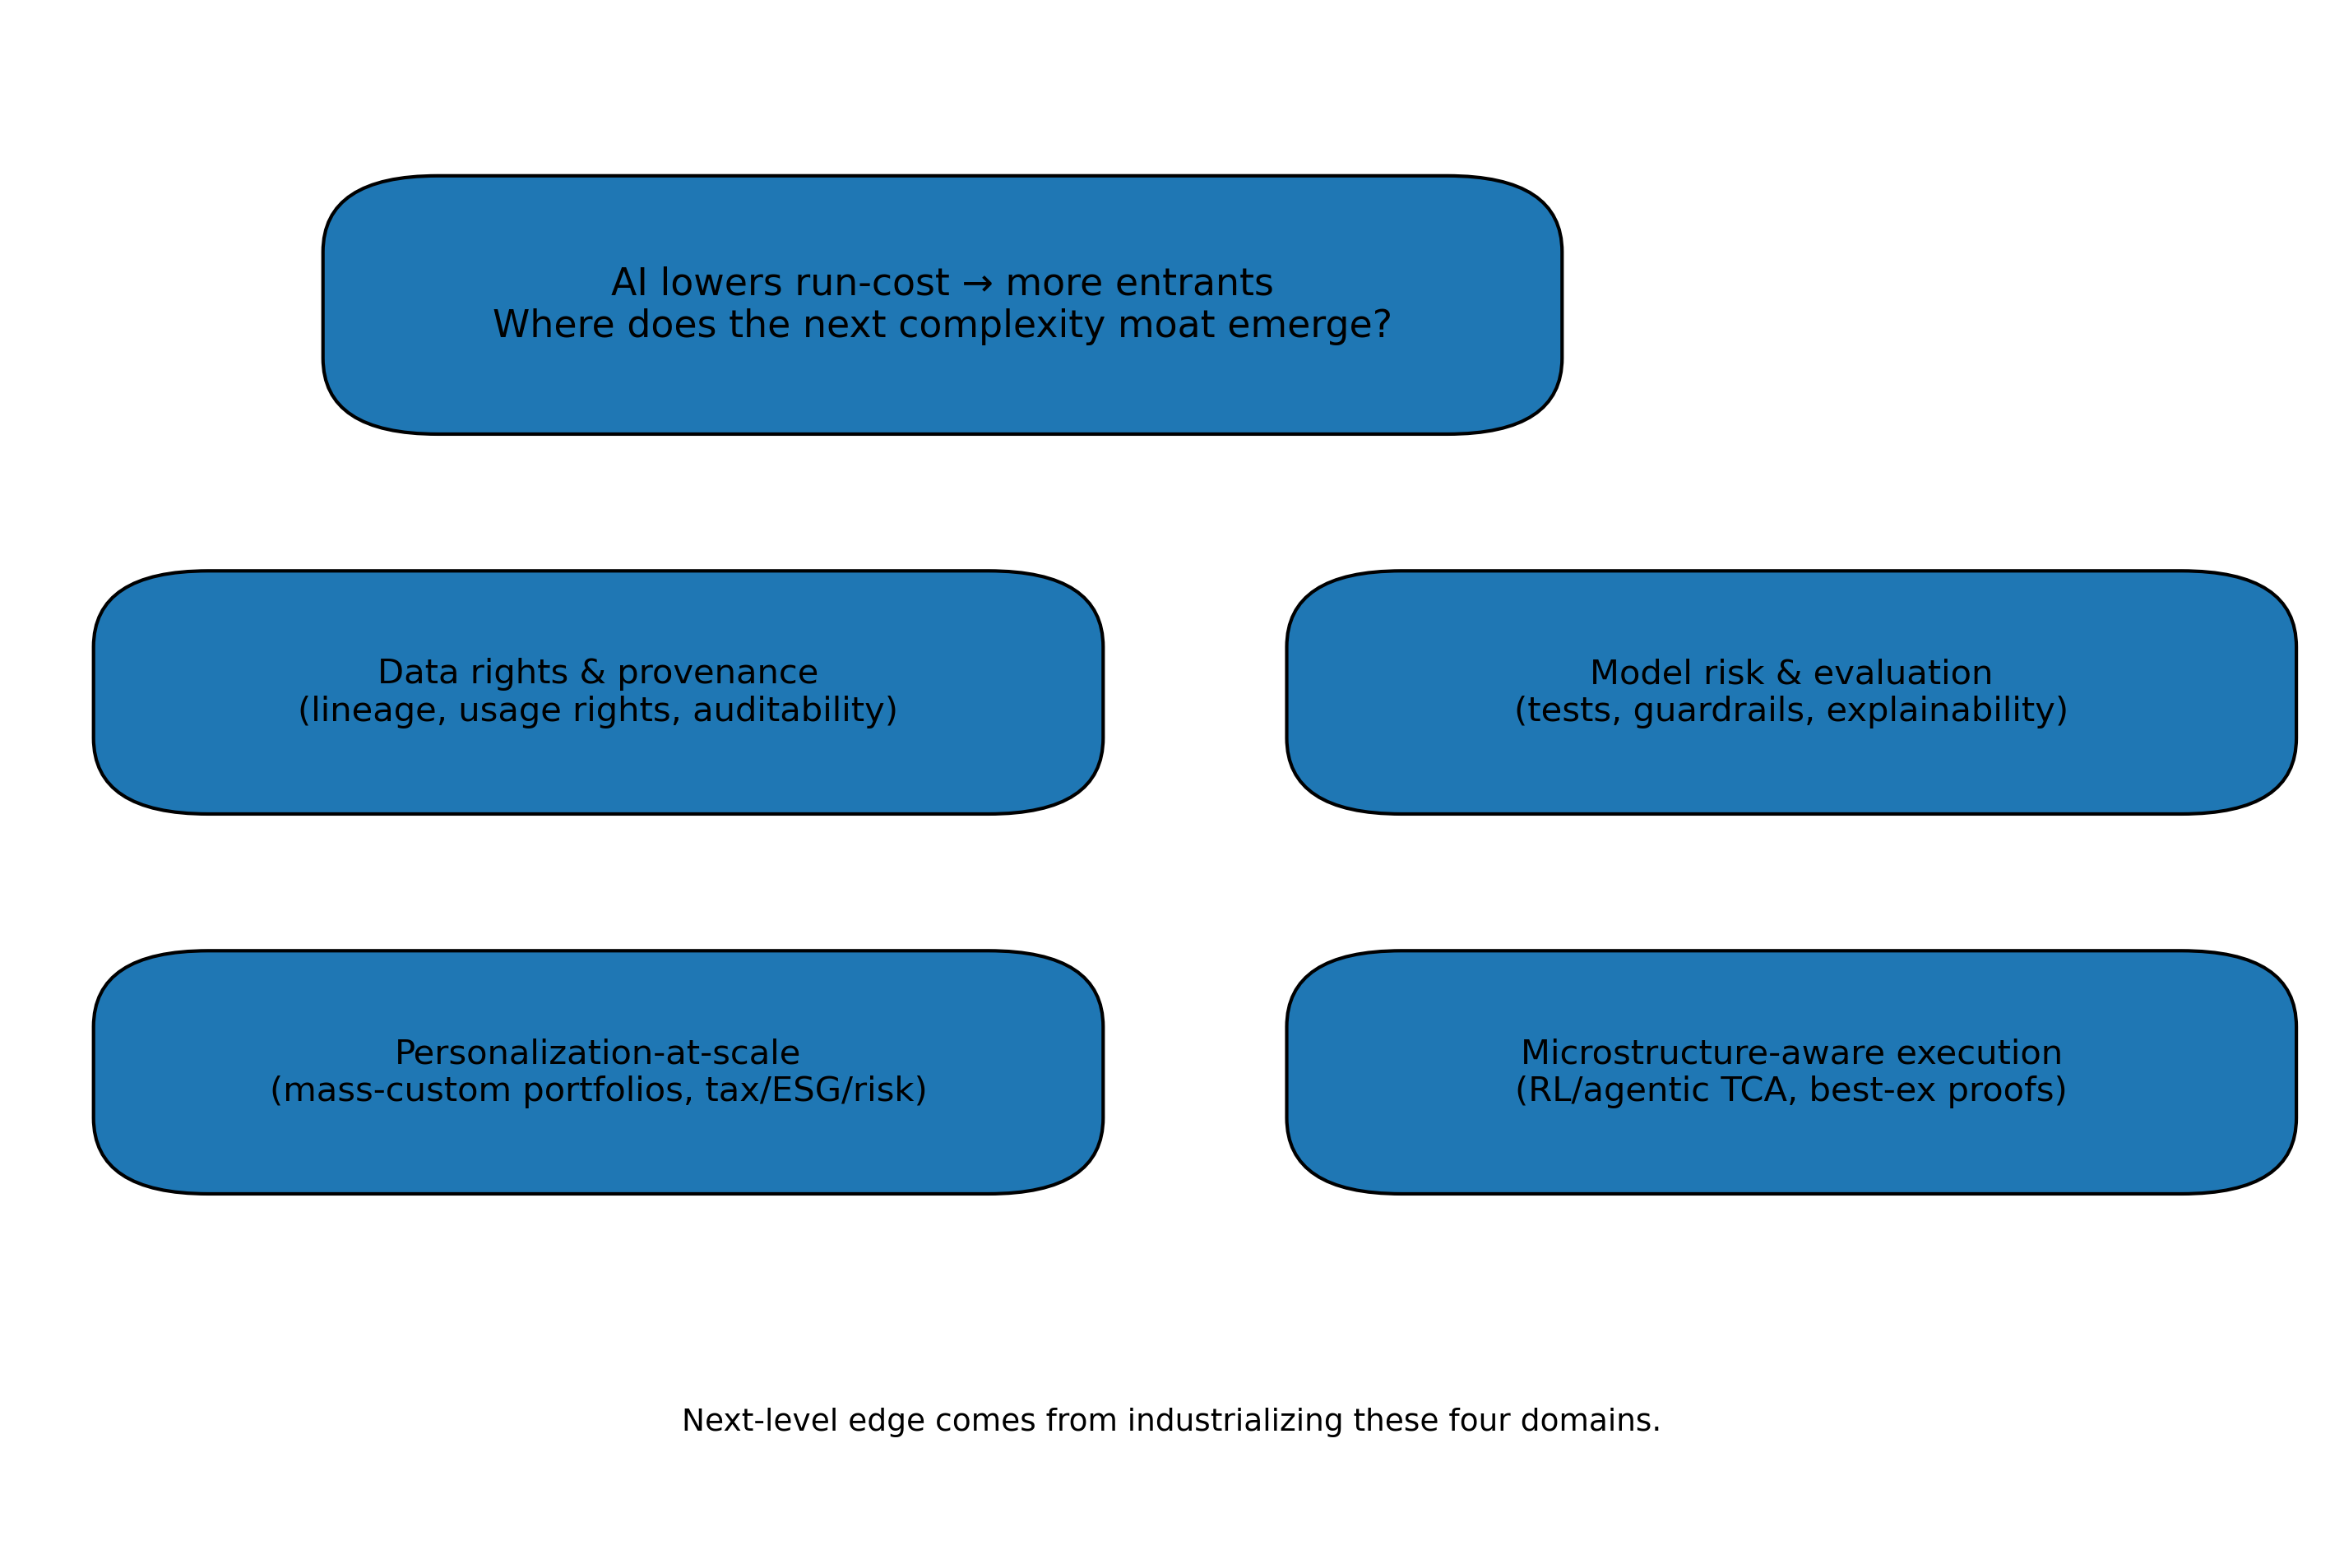 AI lowers run-cost → more entrants
Where does the next complexity moat emerge?
Data rights & provenance
(lineage, usage rights, auditability)
Model risk & evaluation
(tests, guardrails, explainability)
Personalization-at-scale
(mass-custom portfolios, tax/ESG/risk)
Microstructure-aware execution
(RL/agentic TCA, best-ex proofs)
Next-level edge comes from industrializing these four domains.